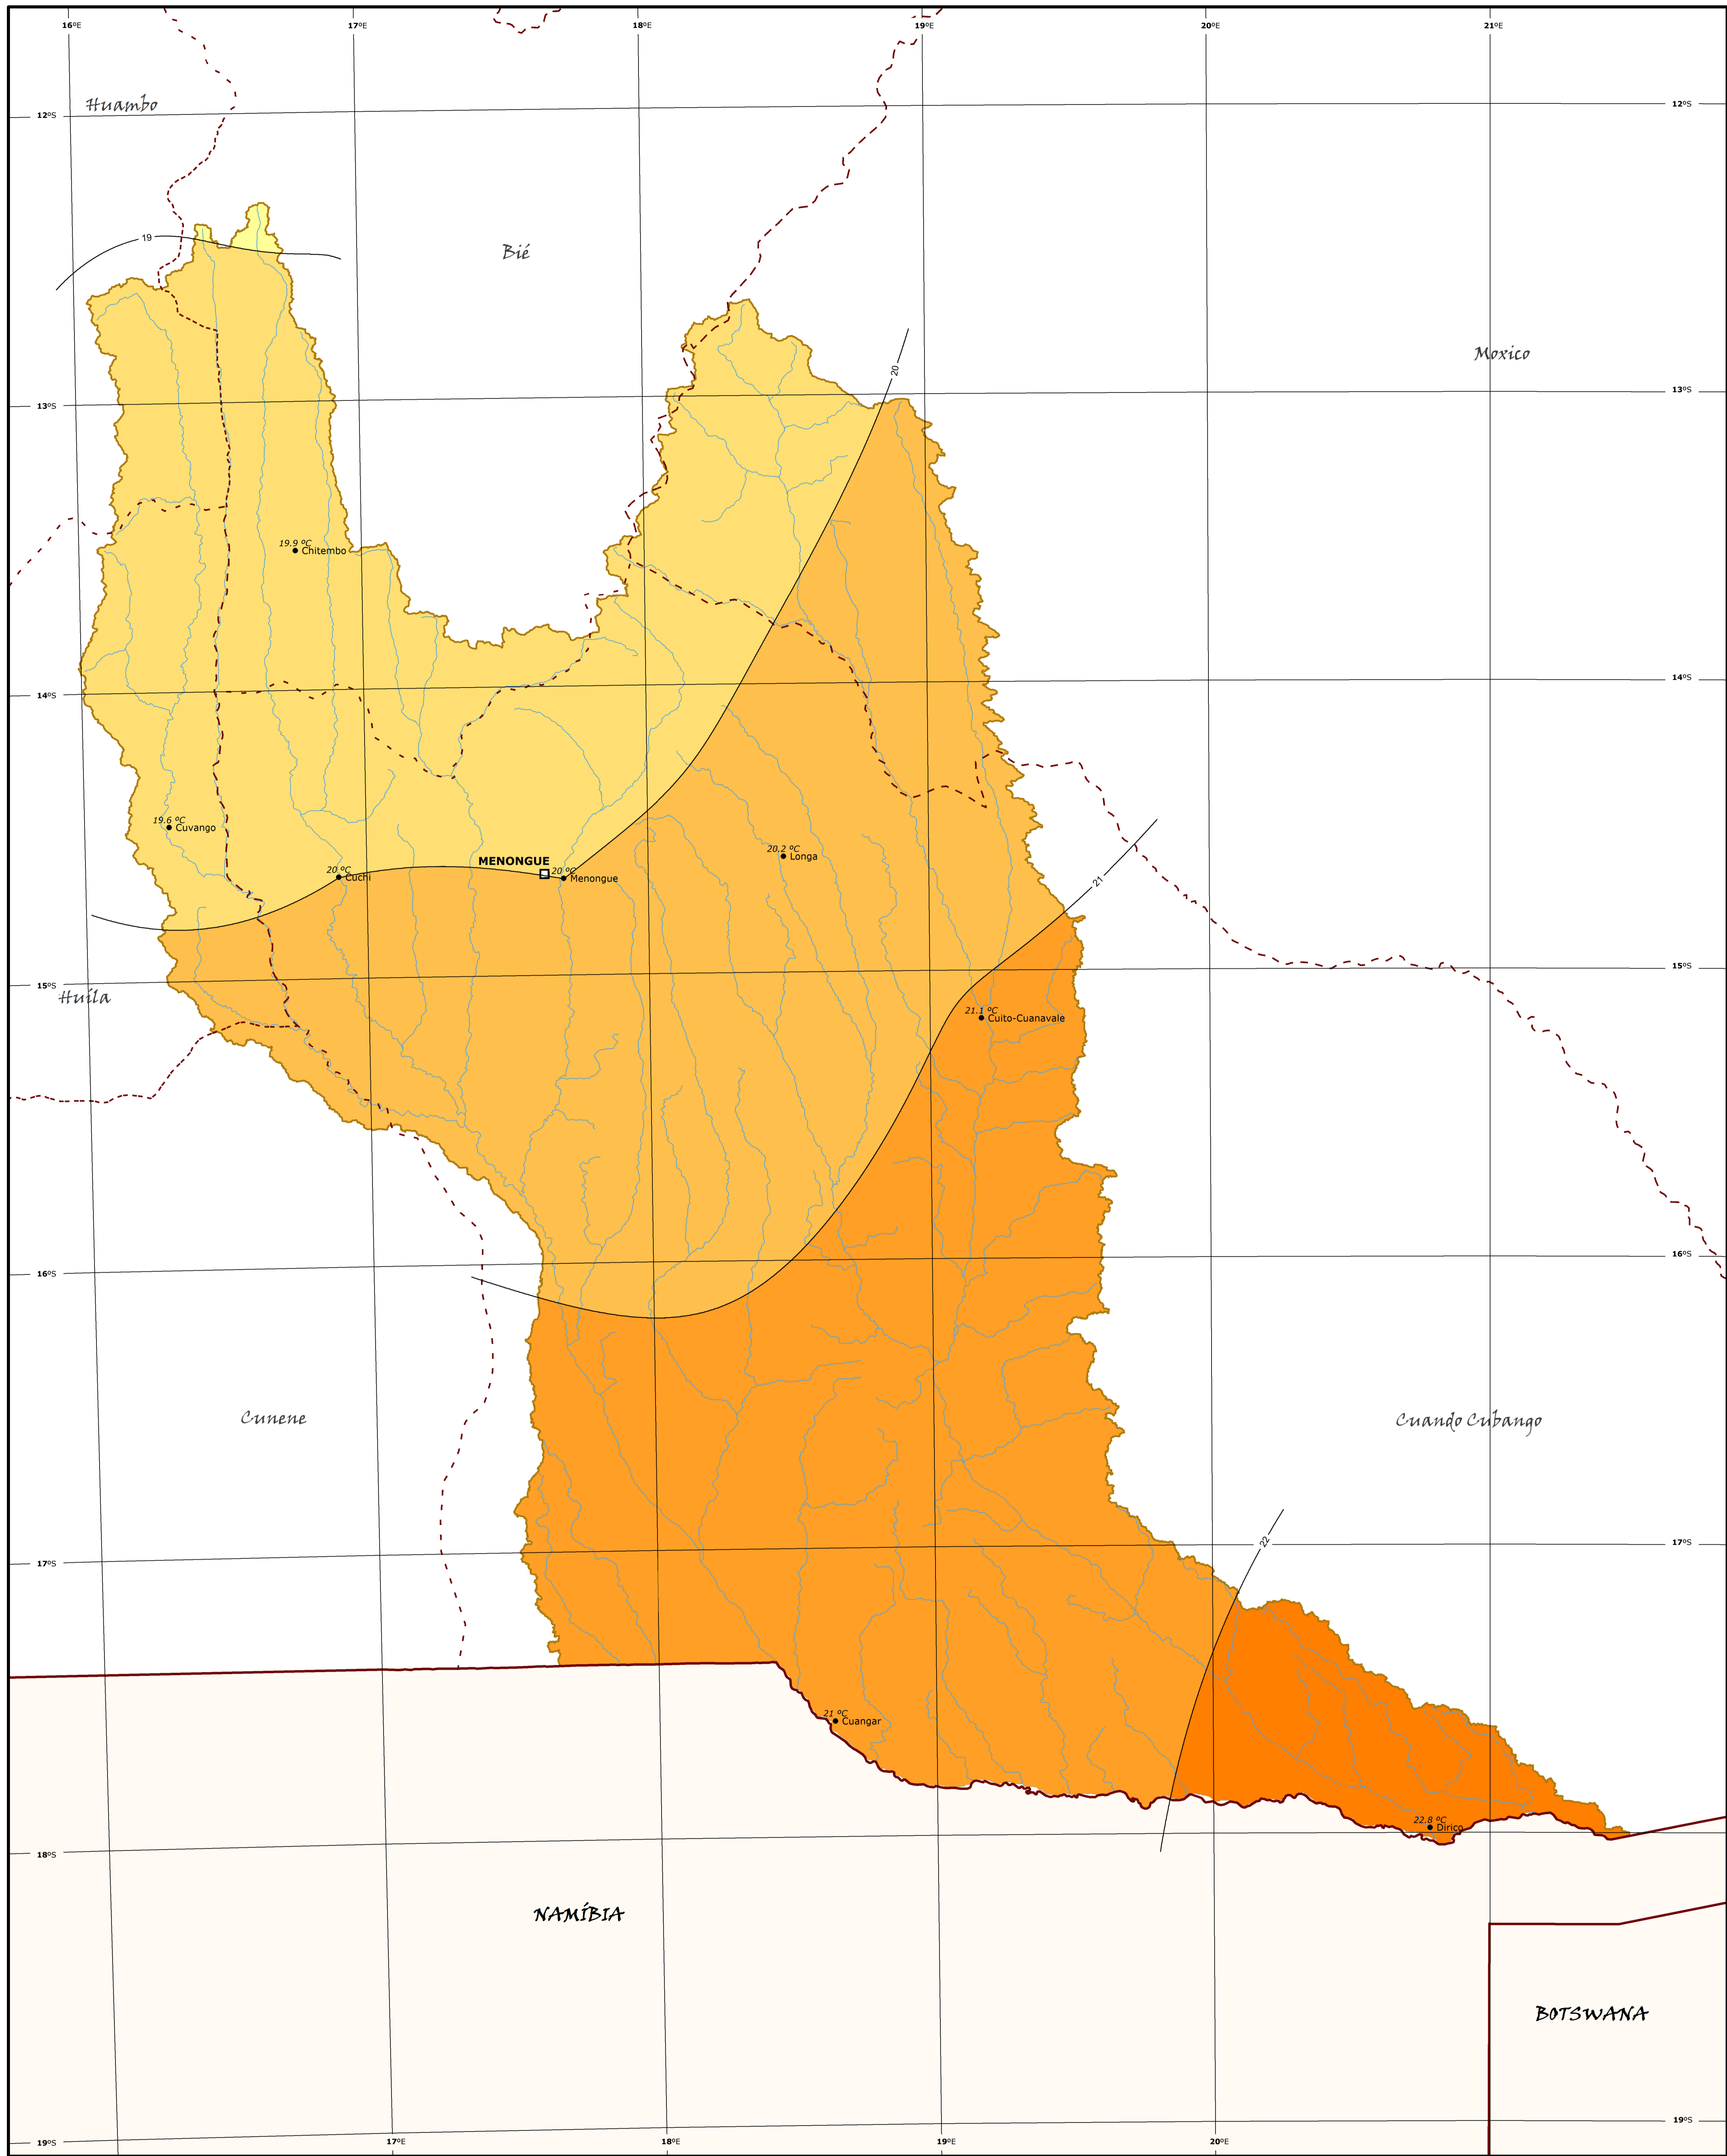 16ºE
17ºE
18ºE
19ºE
20ºE
21ºE
Huambo
12ºS
12ºS
19
Bié
Moxico
20
13ºS
13ºS
19.9 ºC
Chitembo
14ºS
14ºS
19.6 ºC
Cuvango
20.2 ºC
Longa
MENONGUE
20 ºC
Cuchi
20 ºC
Menongue
21
15ºS
15ºS
Huíla
21.1 ºC
Cuito-Cuanavale
16ºS
16ºS
Cunene
Cuando Cubango
22
17ºS
17ºS
21 ºC
Cuangar
22.8 ºC
Dirico
18ºS
NAMÍBIA
BOTSWANA
19ºS
19ºS
17ºE
18ºE
19ºE
20ºE